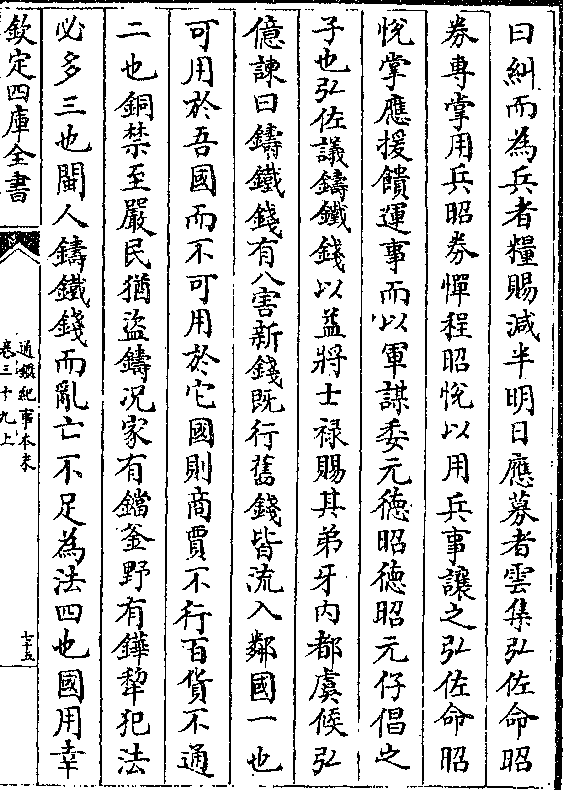 曰糾而為兵者糧賜減半明日應募者雲集弘佐命昭
券專掌用兵昭券憚程昭悅以用兵事讓之弘佐命昭
悅掌應援饋運事而以軍謀委元徳昭徳昭元仔倡之
子也弘佐議鑄鐵錢以益將士禄賜其弟牙内都虞候弘
億諫曰鑄鐵錢有八害新錢既行舊錢皆流入鄰國一也
可用於吾國而不可用於它國則商賈不行百貨不通
二也銅禁至嚴民猶盜鑄况家有鐺釜野有鏵犂犯法
必多三也閩人鑄鐵錢而亂亡不足為法四也國用幸
欽定四庫全書
通鑑紀事本末
卷三十九上
七十五